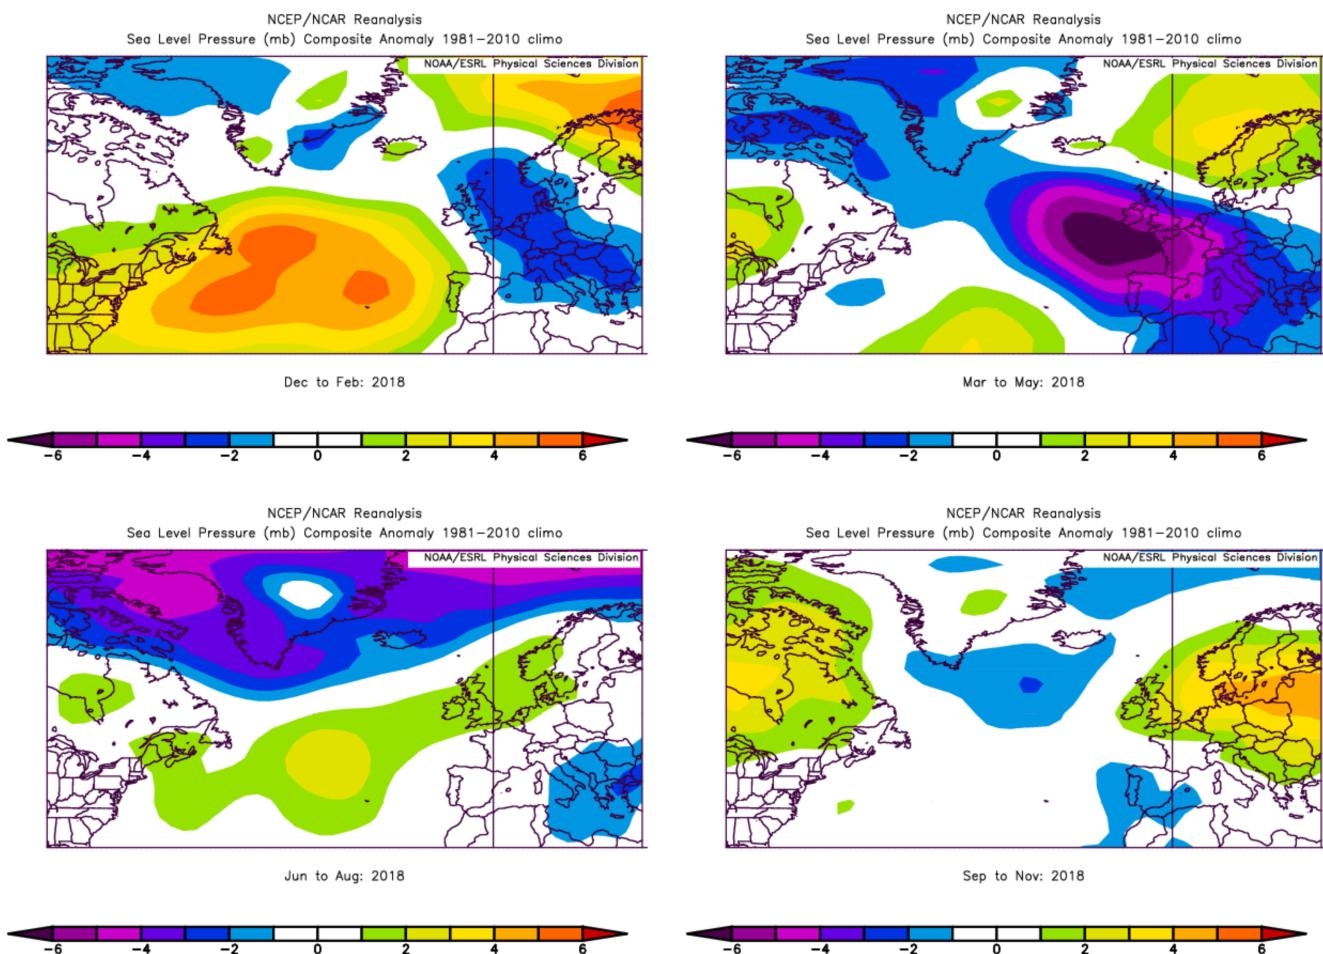 NCEP/NCAR Reanalysis
Sea Level Pressure (mb) Composite Anomaly 1981-2010 climo
NOAA/ESRL Physical Sciences Division
Dec to Feb: 2018
-6 -4 -2 0 2 4 6
NCEP/NCAR Reanalysis
Sea Level Pressure (mb) Composite Anomaly 1981-2010 climo
NOAA/ESRL Physical Sciences Division
Mar to May: 2018
-6 -4 -2 0 2 4 6
NCEP/NCAR Reanalysis
Sea Level Pressure (mb) Composite Anomaly 1981-2010 climo
NOAA/ESRL Physical Sciences Division
Jun to Aug: 2018
-6 -4 -2 0 2 4 6
NCEP/NCAR Reanalysis
Sea Level Pressure (mb) Composite Anomaly 1981-2010 climo
NOAA/ESRL Physical Sciences Division
Sep to Nov: 2018
-6 -4 -2 0 2 4 6